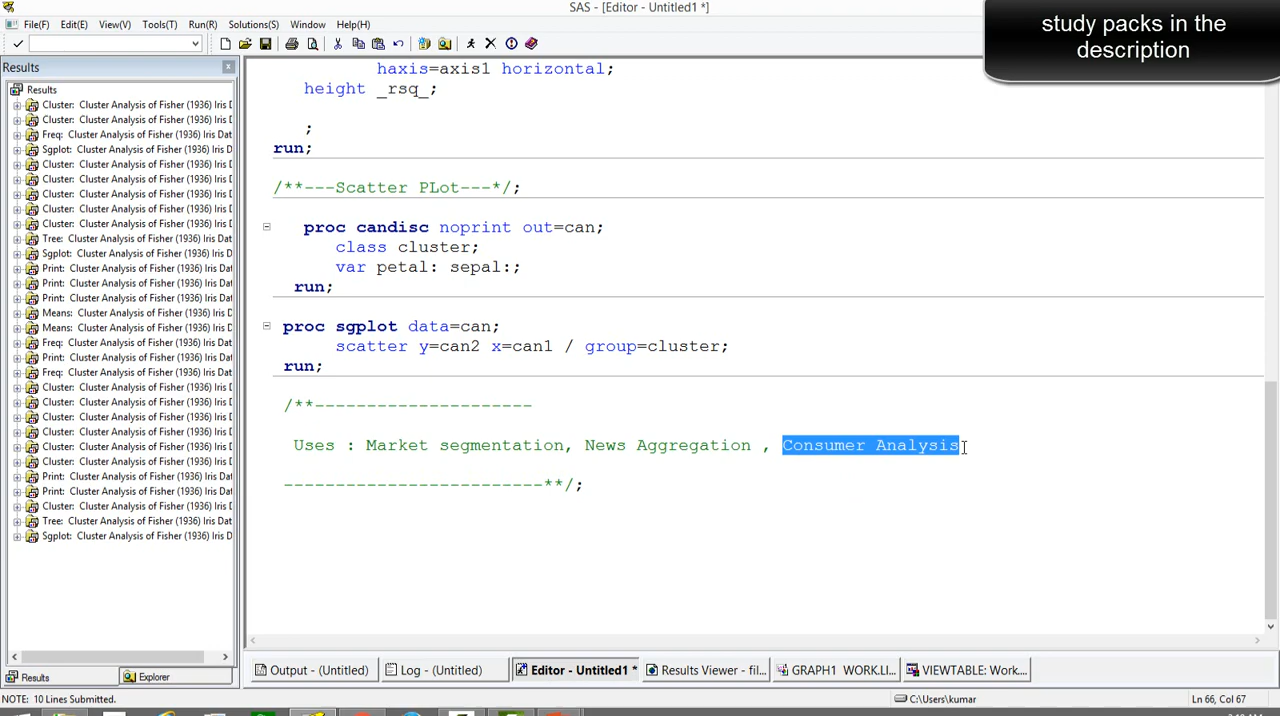 SAS - [Editor - Untitled1 *]
study packs in the
description
File(F) Edit(E) View(V) Tools(T) Run(R) Solutions(S) Window Help(H)
Results
Results
Cluster: Cluster Analysis of Fisher (1936) Iris D
Cluster: Cluster Analysis of Fisher (1936) Iris D
Freq: Cluster Analysis of Fisher (1936) Iris Dat
Sgplot: Cluster Analysis of Fisher (1936) Iris D
Cluster: Cluster Analysis of Fisher (1936) Iris D
Cluster: Cluster Analysis of Fisher (1936) Iris D
Cluster: Cluster Analysis of Fisher (1936) Iris D
Cluster: Cluster Analysis of Fisher (1936) Iris D
Cluster: Cluster Analysis of Fisher (1936) Iris D
Tree: Cluster Analysis of Fisher (1936) Iris Dat
Sgplot: Cluster Analysis of Fisher (1936) Iris D
Print: Cluster Analysis of Fisher (1936) Iris Dat
Print: Cluster Analysis of Fisher (1936) Iris Dat
Print: Cluster Analysis of Fisher (1936) Iris Dat
Means: Cluster Analysis of Fisher (1936) Iris D
Means: Cluster Analysis of Fisher (1936) Iris D
Freq: Cluster Analysis of Fisher (1936) Iris Dat
Print: Cluster Analysis of Fisher (1936) Iris Dat
Freq: Cluster Analysis of Fisher (1936) Iris Dat
Cluster: Cluster Analysis of Fisher (1936) Iris D
Cluster: Cluster Analysis of Fisher (1936) Iris D
Cluster: Cluster Analysis of Fisher (1936) Iris D
Cluster: Cluster Analysis of Fisher (1936) Iris D
Cluster: Cluster Analysis of Fisher (1936) Iris D
Cluster: Cluster Analysis of Fisher (1936) Iris D
Print: Cluster Analysis of Fisher (1936) Iris Dat
Print: Cluster Analysis of Fisher (1936) Iris Dat
Cluster: Cluster Analysis of Fisher (1936) Iris D
Tree: Cluster Analysis of Fisher (1936) Iris Dat
Sgplot: Cluster Analysis of Fisher (1936) Iris D
haxis=axis1 horizontal;
height _rsq_;
;
run;
/**---Scatter PLot---*/;
proc candisc noprint out=can;
class cluster;
var petal: sepal:;
run;
proc sgplot data=can;
scatter y=can2 x=can1 / group=cluster;
run;
/**---------------------
Uses : Market segmentation, News Aggregation , Consumer Analysis
-------------------------**/;
Results Explorer
Output - (Untitled) Log - (Untitled) Editor - Untitled1 * Results Viewer - fil... GRAPH1 WORK.LI... VIEWTABLE: Work...
NOTE: 10 Lines Submitted. C:\Users\kumar Ln 66, Col 67